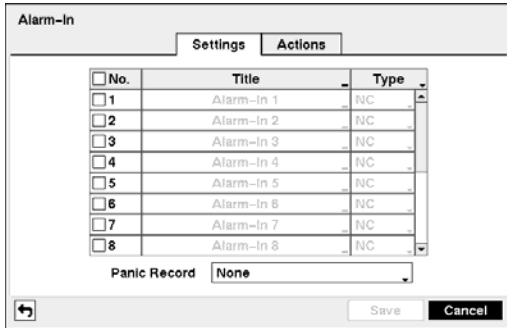 Alarm-In
Settings Actions
No. Title Type
1 Alarm-In 1 NC
2 Alarm-In 2 NC
3 Alarm-In 3 NC
4 Alarm-In 4 NC
5 Alarm-In 5 NC
6 Alarm-In 6 NC
7 Alarm-In 7 NC
8 Alarm-In 8 NC
Panic Record None
Save Cancel